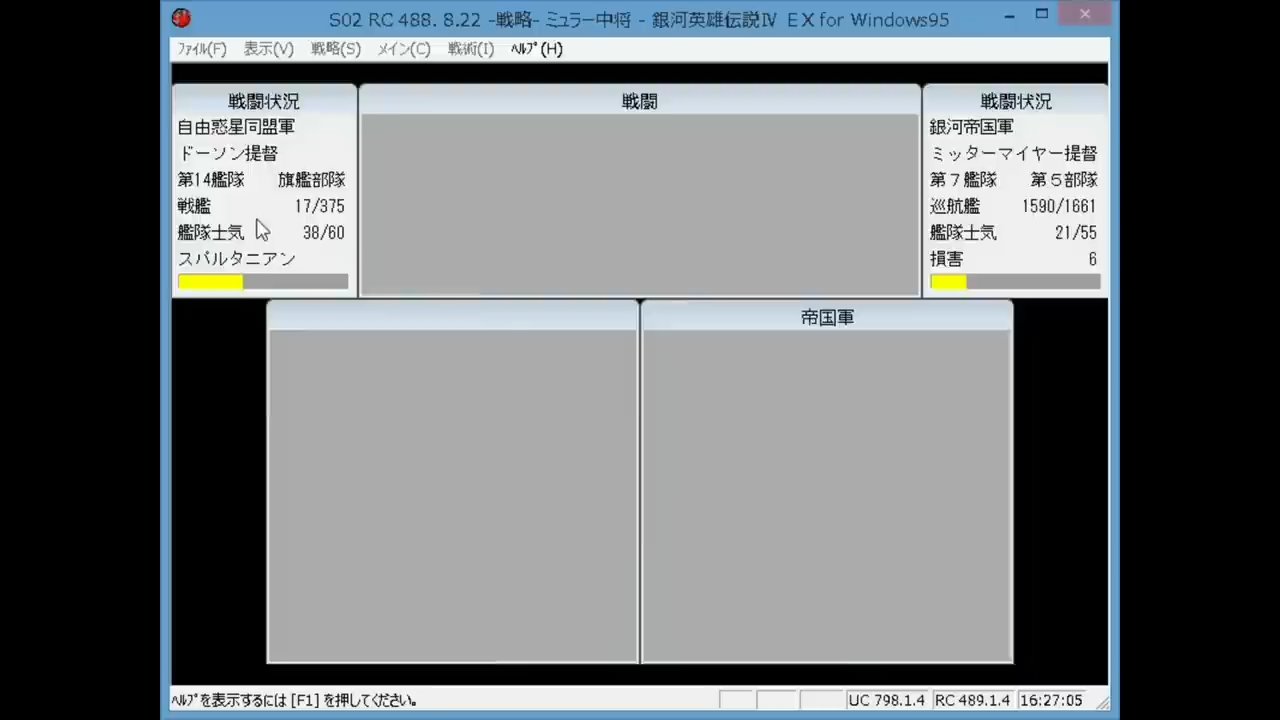 S02 RC 488. 8.22 -戦略- ミュラー中将 - 銀河英雄伝説Ⅳ ＥＸ for Windows95
ﾌｧｲﾙ(F) 表示(V) 戦略(S) メイン(C) 戦術(I) ﾍﾙﾌﾟ(H)
戦闘状況
自由惑星同盟軍
ドーソン提督
第14艦隊 旗艦部隊
戦艦 17/375
艦隊士気 38/60
スパルタニアン
戦闘
戦闘状況
銀河帝国軍
ミッターマイヤー提督
第７艦隊 第５部隊
巡航艦 1590/1661
艦隊士気 21/55
損害 6
帝国軍
ﾍﾙﾌﾟを表示するには [F1] を押してください。
UC 798.1.4 RC 489.1.4 16:27:05